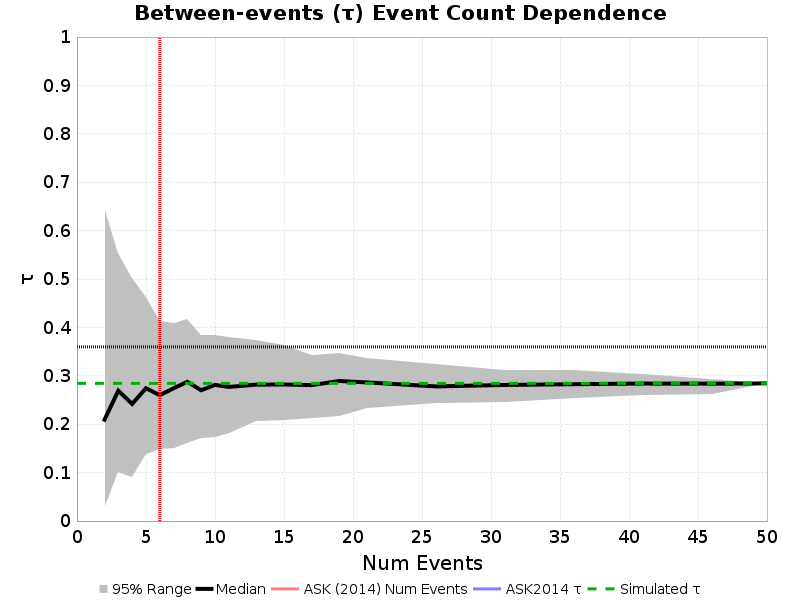 Between-events (τ) Event Count Dependence
1
0.9
0.8
0.7
0.6
0.5
0.4
0.3
0.2
0.1
0
τ
0 5 10 15 20 25 30 35 40 45 50
Num Events
95% Range Median ASK (2014) Num Events ASK2014 τ Simulated τ